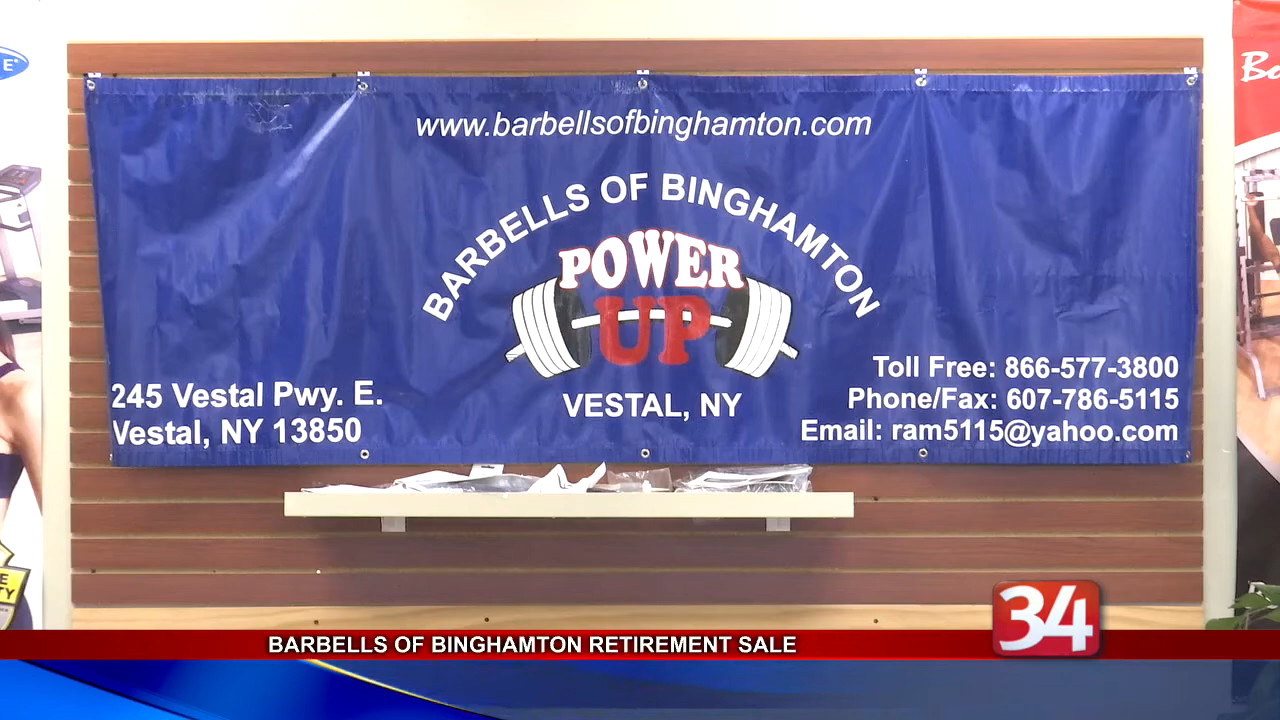 www.barbellsofbinghamton.com
BARBELLS OF BINGHAMTON
POWER
UP
VESTAL, NY
245 Vestal Pwy. E.
Vestal, NY 13850
Toll Free: 866-577-3800
Phone/Fax: 607-786-5115
Email: ram5115@yahoo.com
34
BARBELLS OF BINGHAMTON RETIREMENT SALE